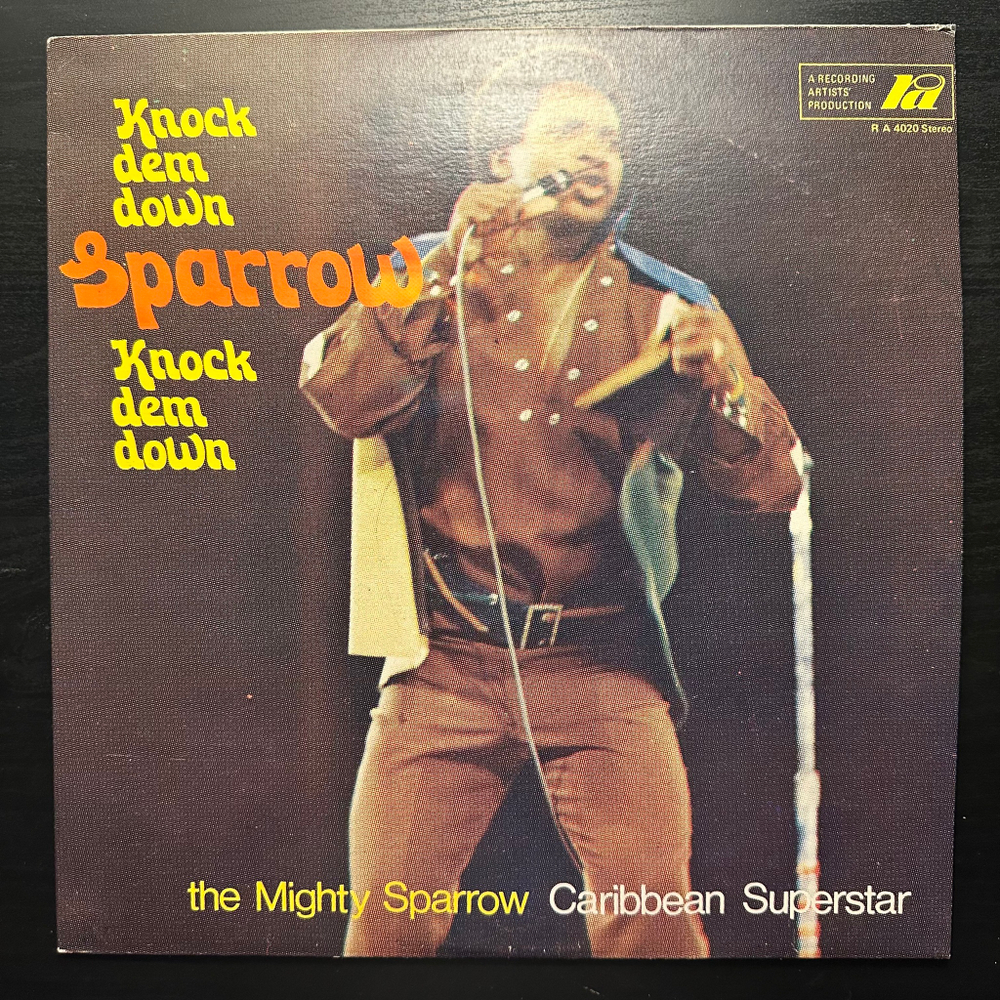 Knock
dem
down
Sparrow
Knock
dem
down
A RECORDING
ARTISTS'
PRODUCTION
ra
R A 4020 Stereo
the Mighty Sparrow Caribbean Superstar